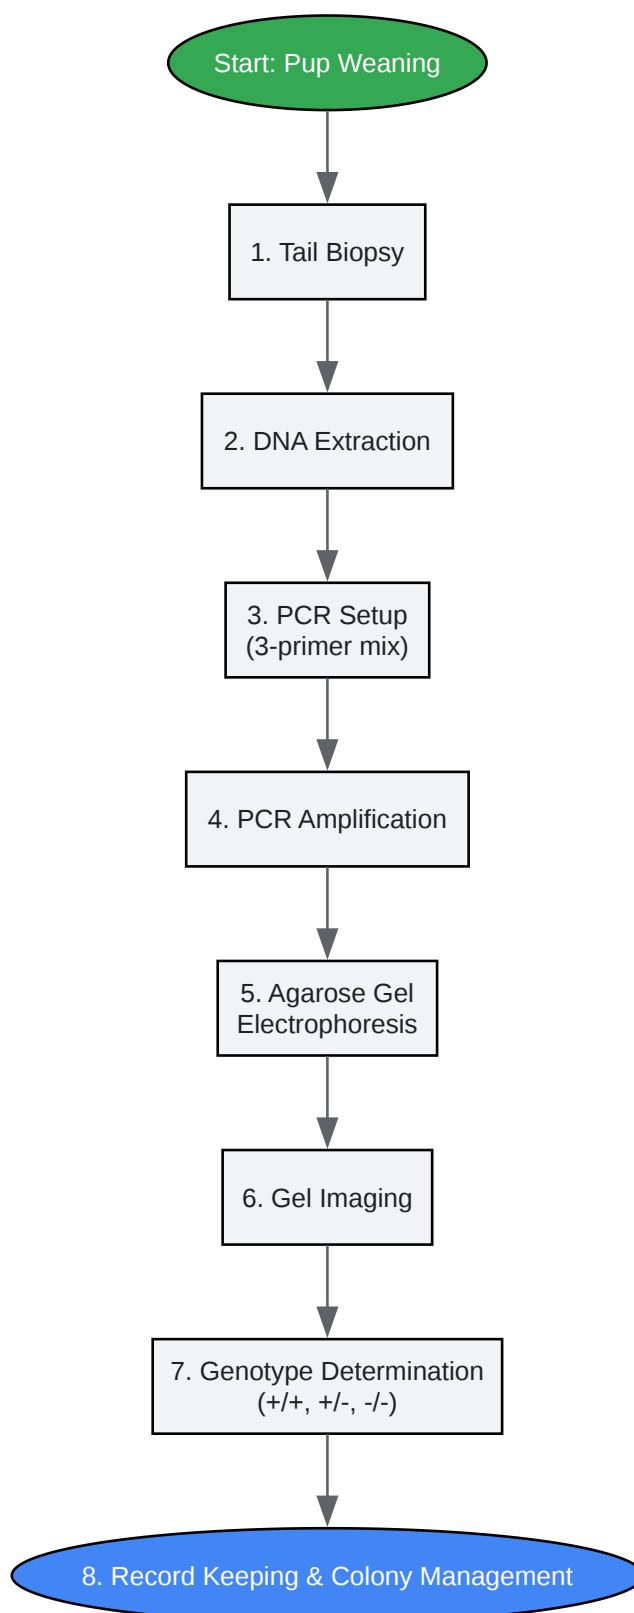 Start: Pup Weaning
1. Tail Biopsy
2. DNA Extraction
3. PCR Setup
(3-primer mix)
4. PCR Amplification
5. Agarose Gel
Electrophoresis
6. Gel Imaging
7. Genotype Determination
(+/+, +/-, -/-)
8. Record Keeping & Colony Management